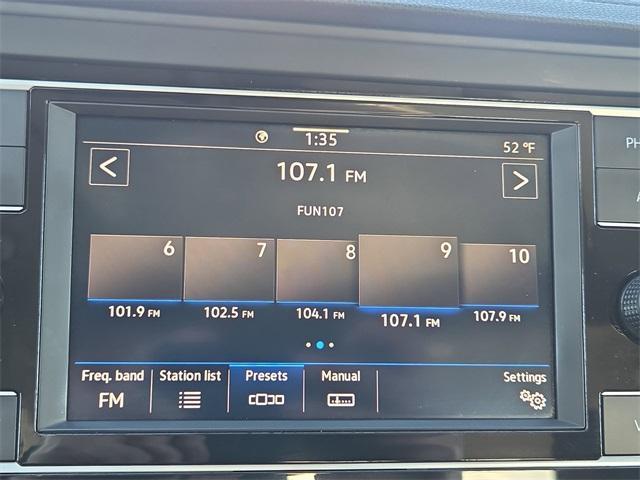 1:35
52 °F
107.1 FM
< >
FUN107
6 7 8 9 10
101.9 FM 102.5 FM 104.1 FM 107.1 FM 107.9 FM
Freq. band Station list Presets Manual Settings
FM
PH